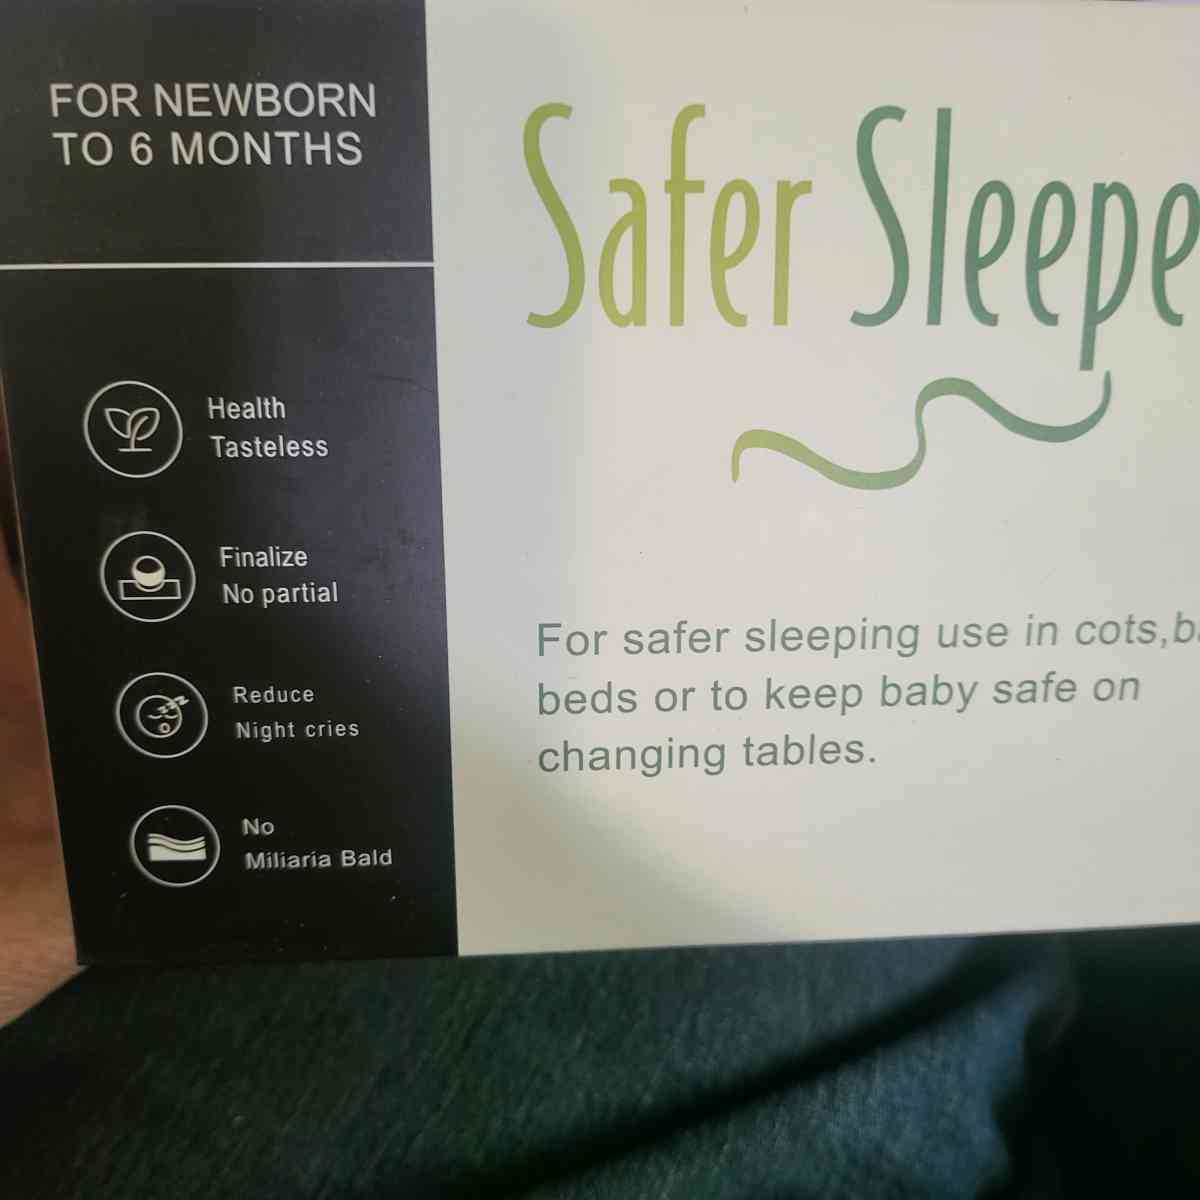 FOR NEWBORN
TO 6 MONTHS
Health
Tasteless
Finalize
No partial
Reduce
Night cries
No
Miliaria Bald
Safer Sleepe
For safer sleeping use in cots,
beds or to keep baby safe on
changing tables.